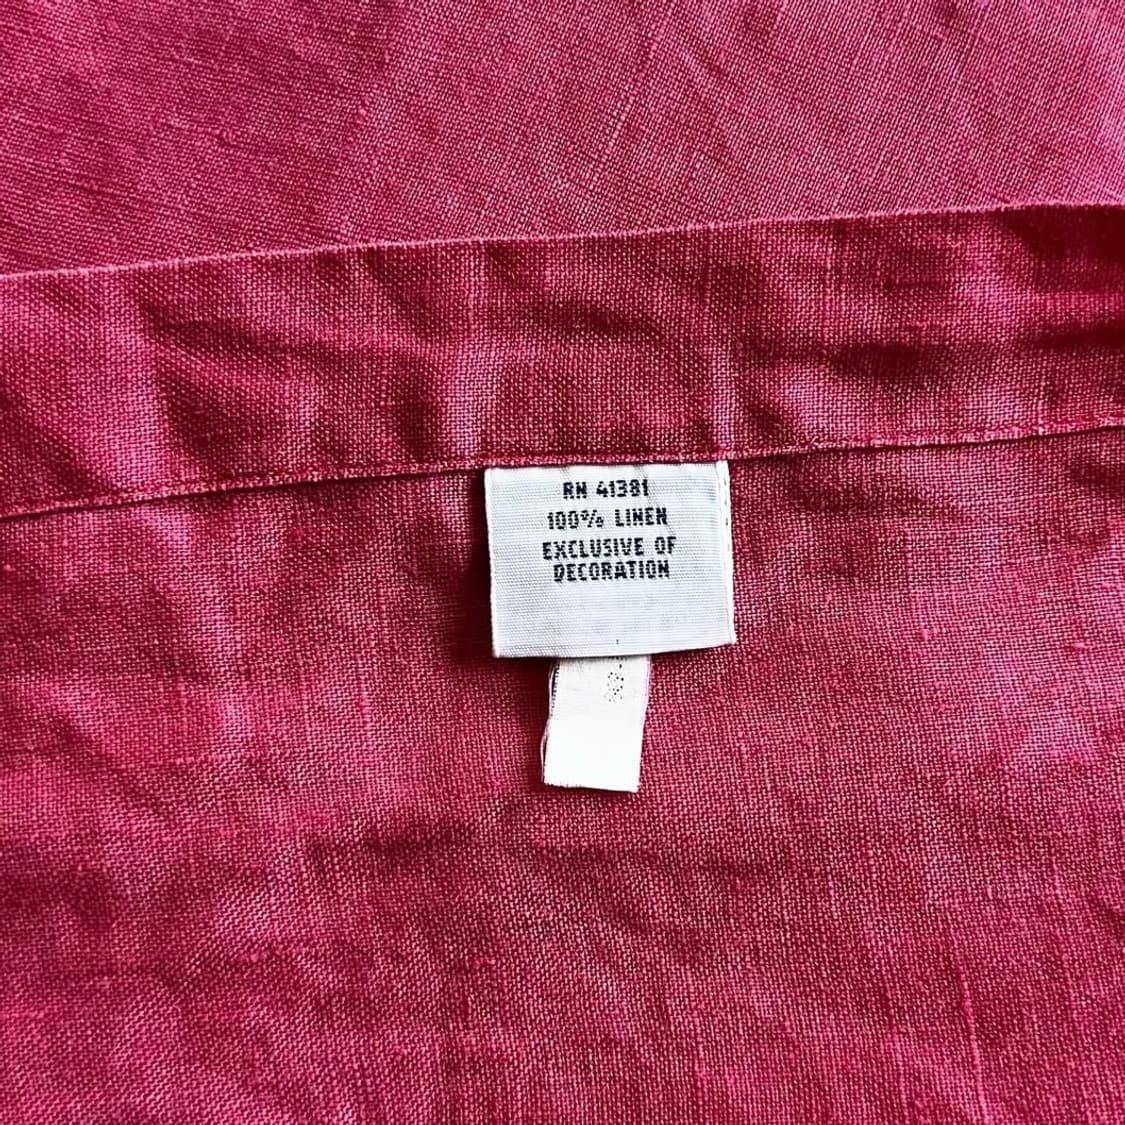 RN 41381
100% LINEN
EXCLUSIVE OF
DECORATION